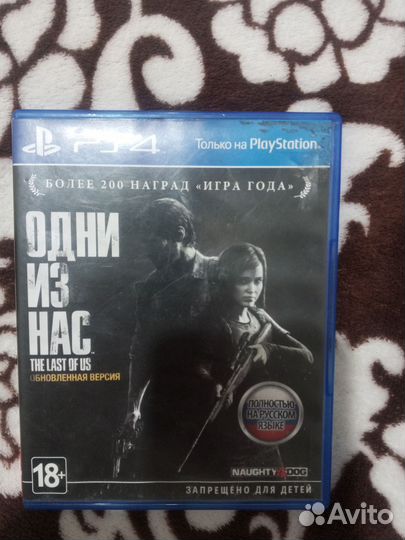 PS4
Только на PlayStation
БОЛЕЕ 200 НАГРАД «ИГРА ГОДА»
ОДНИ
ИЗ
НАС
THE LAST OF US™
ОБНОВЛЕННАЯ ВЕРСИЯ
ПОЛНОСТЬЮ
НА РУССКОМ
ЯЗЫКЕ
18+
NAUGHTY DOG
ЗАПРЕЩЕНО ДЛЯ ДЕТЕЙ
Avito